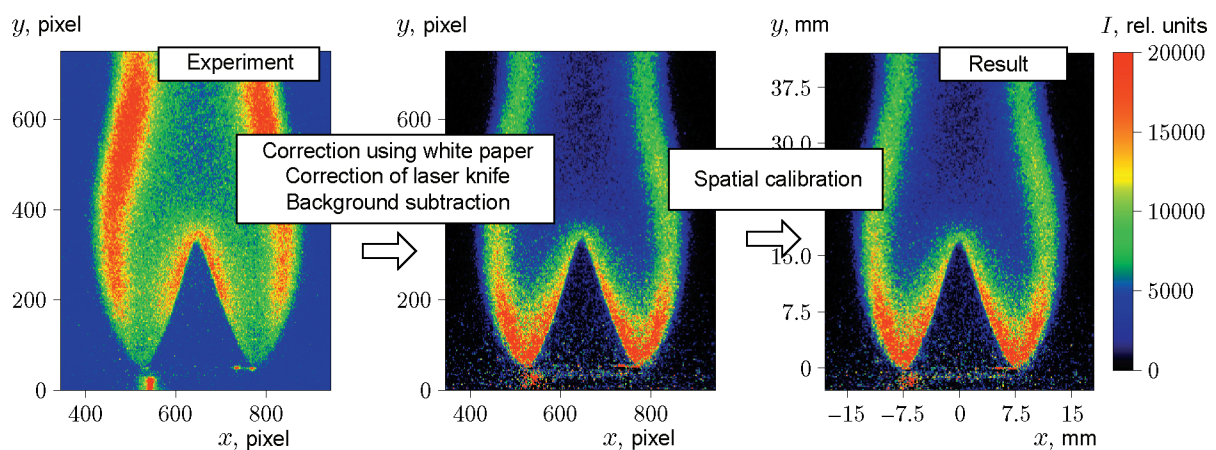 y, pixel
y, pixel
y, mm
I, rel. units
Experiment
Result
Correction using white paper
Correction of laser knife
Background subtraction
Spatial calibration
600
400
200
0
400
600
800
x, pixel
600
400
200
0
400
600
800
x, pixel
37.5
30.0
15.0
7.5
0
−15
−7.5
0
7.5
15
x, mm
20000
15000
10000
5000
0